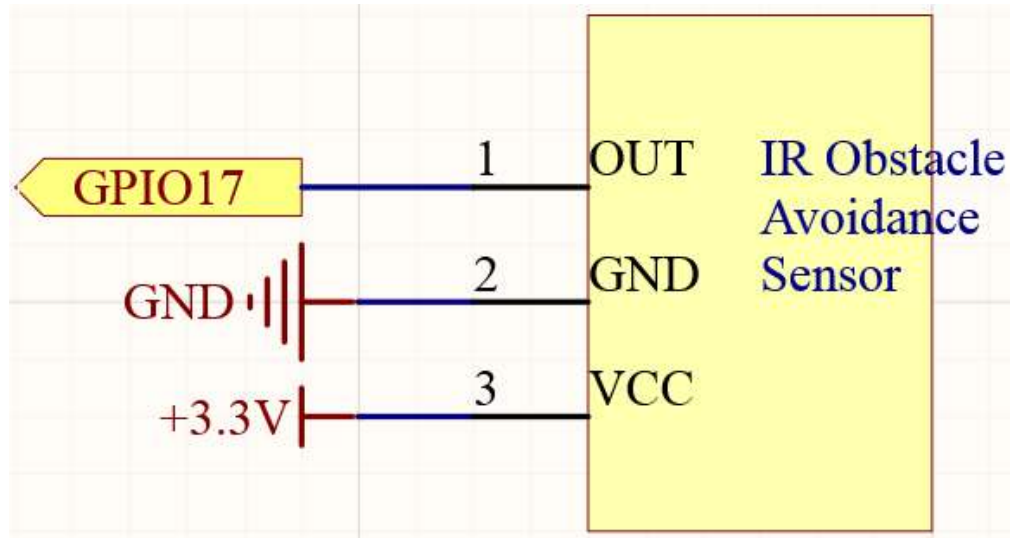 GPIO17 1 OUT IR Obstacle
Avoidance
GND 2 GND Sensor
+3.3V 3 VCC